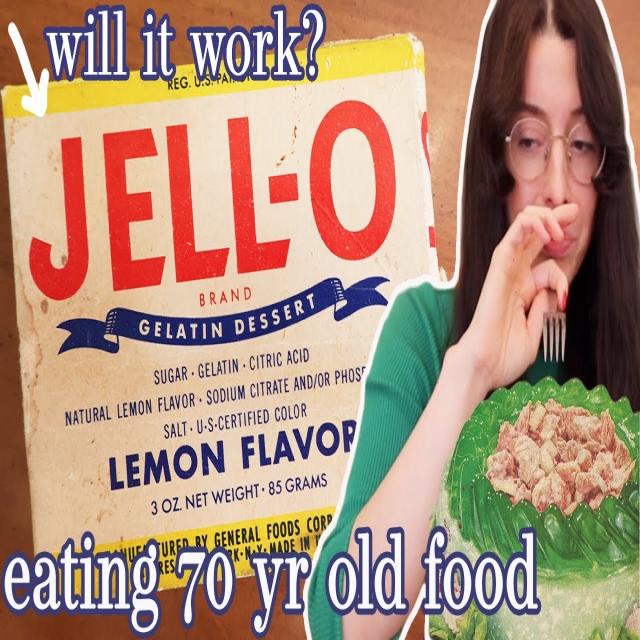 will it work?
REG. U.S.
JELL-O
BRAND
GELATIN DESSERT
SUGAR · GELATIN · CITRIC ACID
NATURAL LEMON FLAVOR · SODIUM CITRATE AND/OR
SALT · U·S·CERTIFIED COLOR
LEMON FLAVOR
3 OZ. NET WEIGHT · 85 GRAMS
BY GENERAL FOODS
N·Y·MADE IN
eating 70 yr old food